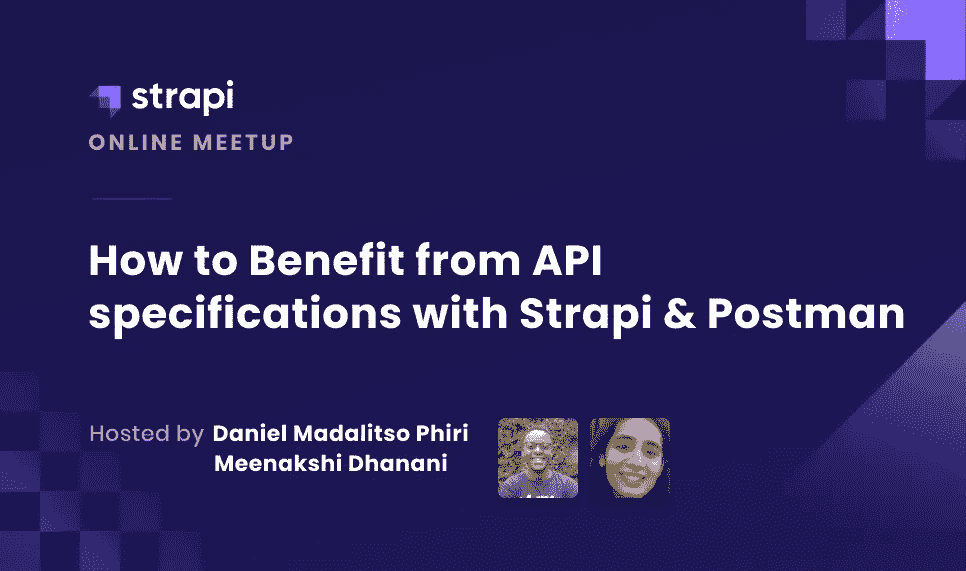 strapi
ONLINE MEETUP
How to Benefit from API
specifications with Strapi & Postman
Hosted by Daniel Madalitso Phiri
Meenakshi Dhanani